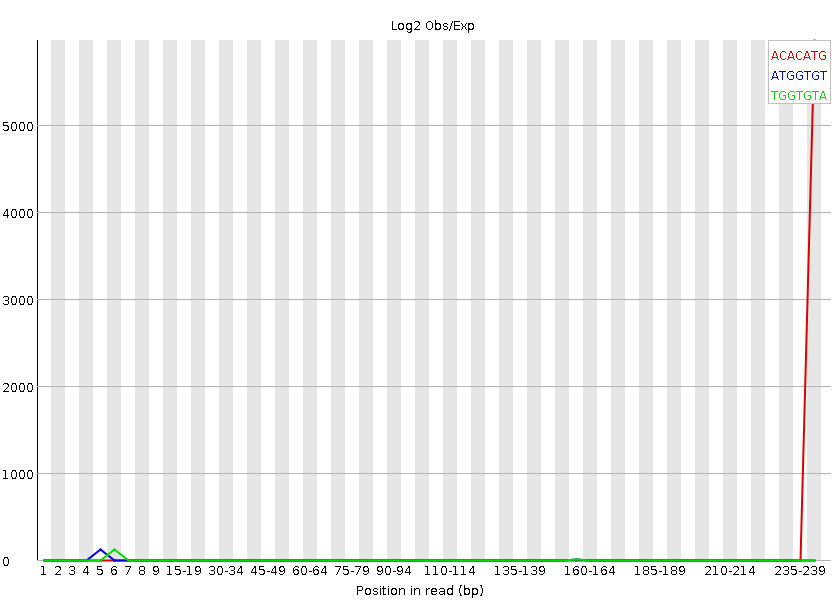 Log2 Obs/Exp
ACACATG
ATGGTGT
TGGTGTA
5000
4000
3000
2000
1000
0
1 2 3 4 5 6 7 8 9 15-19 30-34 45-49 60-64 75-79 90-94 110-114 135-139 160-164 185-189 210-214 235-239
Position in read (bp)